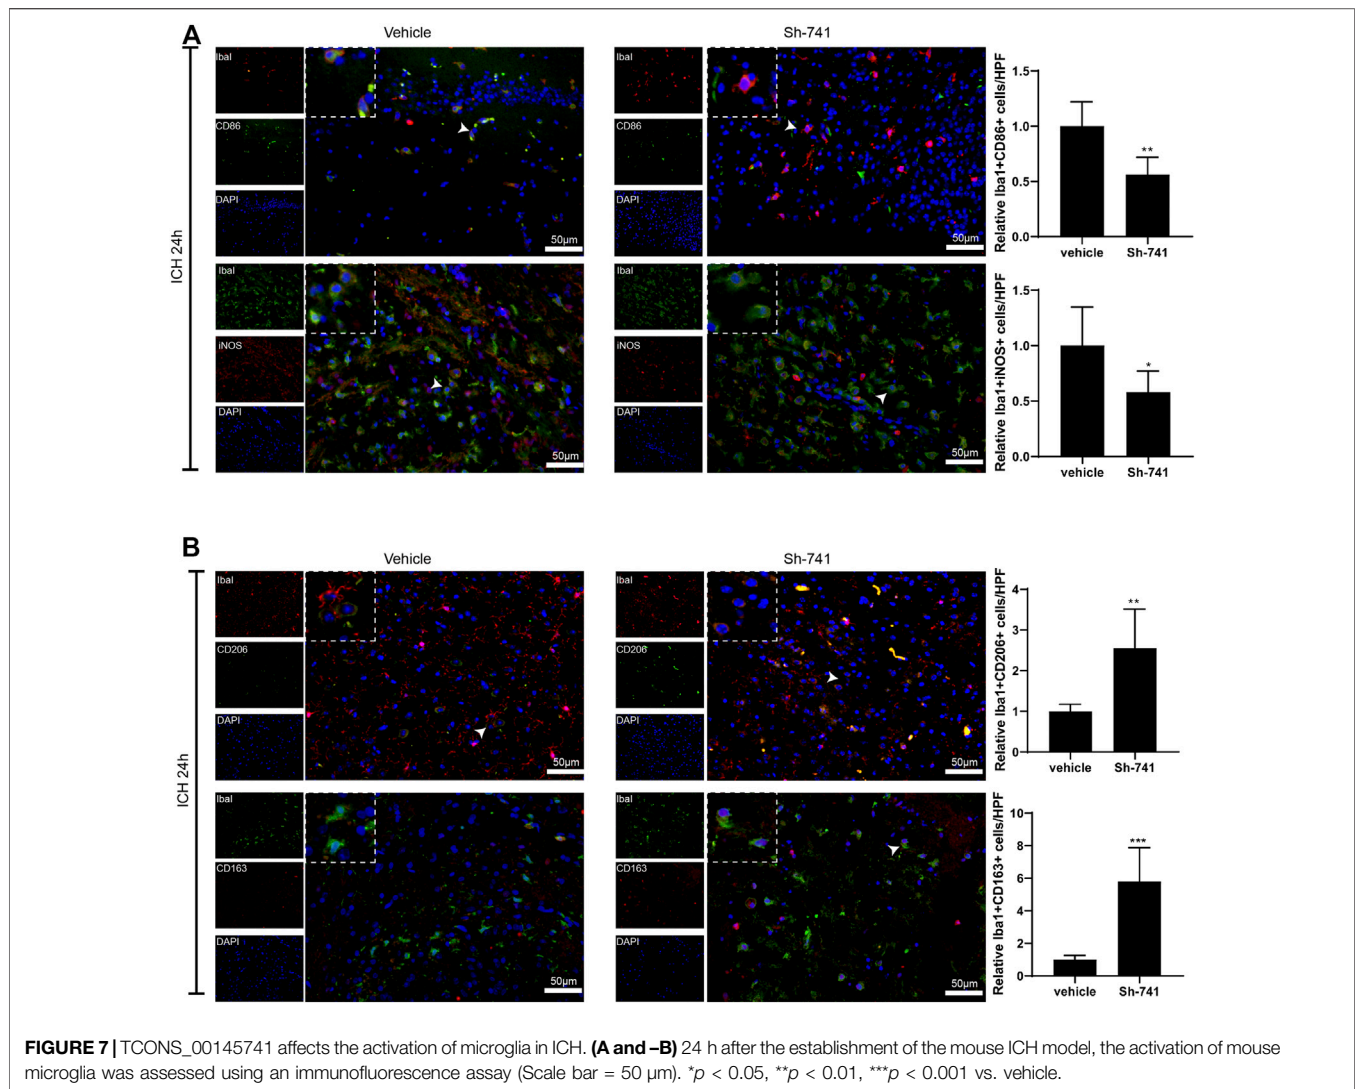 A
Vehicle
Sh-741
ICH 24h
Ibal
CD86
DAPI
50µm
Ibal
CD86
DAPI
50µm
Relative Iba1+CD86+ cells/HPF
1.5
1.0
0.5
0.0
**
vehicle
Sh-741
Ibal
iNOS
DAPI
50µm
Ibal
iNOS
DAPI
50µm
Relative Iba1+iNOS+ cells/HPF
1.5
1.0
0.5
0.0
*
vehicle
Sh-741
B
Vehicle
Sh-741
ICH 24h
Ibal
CD206
DAPI
50µm
Ibal
CD206
DAPI
50µm
Relative Iba1+CD206+ cells/HPF
4
3
2
1
0
**
vehicle
Sh-741
Ibal
CD163
DAPI
50µm
Ibal
CD163
DAPI
50µm
Relative Iba1+CD163+ cells/HPF
10
8
6
4
2
0
***
vehicle
Sh-741
FIGURE 7 | TCONS_00145741 affects the activation of microglia in ICH. (A and –B) 24 h after the establishment of the mouse ICH model, the activation of mouse
microglia was assessed using an immunofluorescence assay (Scale bar = 50 µm). *p < 0.05, **p < 0.01, ***p < 0.001 vs. vehicle.